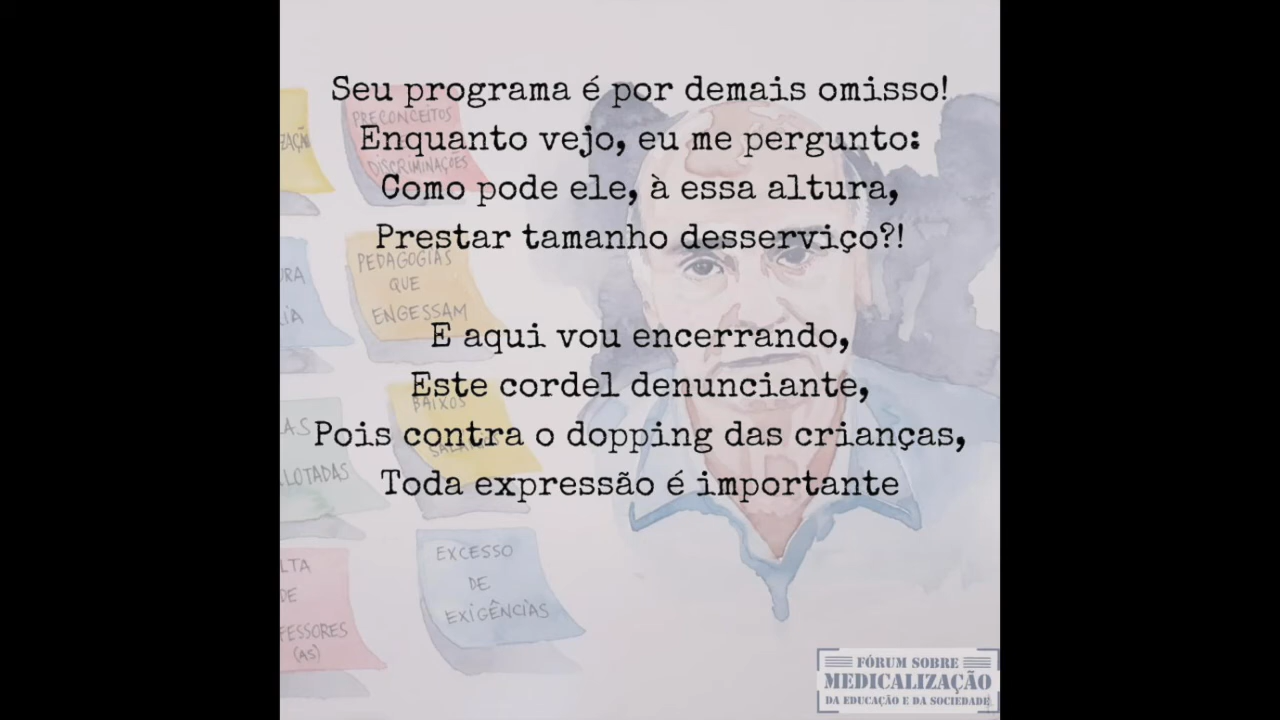 Seu programa é por demais omisso!
Enquanto vejo, eu me pergunto:
Como pode ele, à essa altura,
Prestar tamanho desserviço?!
E aqui vou encerrando,
Este cordel denunciante,
Pois contra o dopping das crianças,
Toda expressão é importante
PRECONCEITOS
DISCRIMINAÇÕES
PEDAGOGIAS
QUE
ENGESSAM
BAIXOS
EXCESSO
DE
EXIGÊNCIAS
FÓRUM SOBRE
MEDICALIZAÇÃO
DA EDUCAÇÃO E DA SOCIEDADE